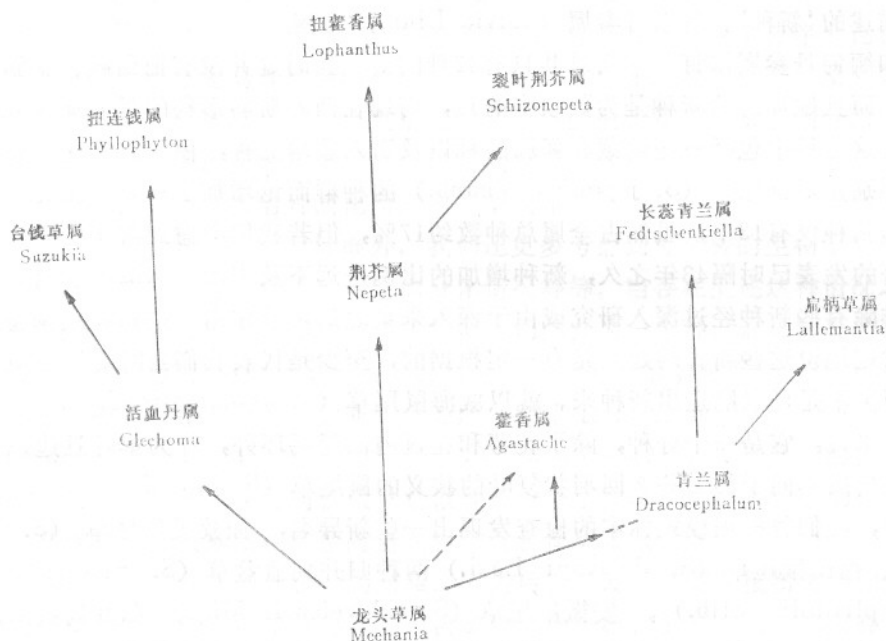 扭藿香属
Lophanthus
裂叶荆芥属
Schizonepeta
扭连钱属
Phyllophyton
台钱草属
Suzukia
长蕊青兰属
Fedtschenkiella
荆芥属
Nepeta
扁柄草属
Lallemantia
活血丹属
Glechoma
藿香属
Agastache
青兰属
Dracocephalum
龙头草属
Meehania